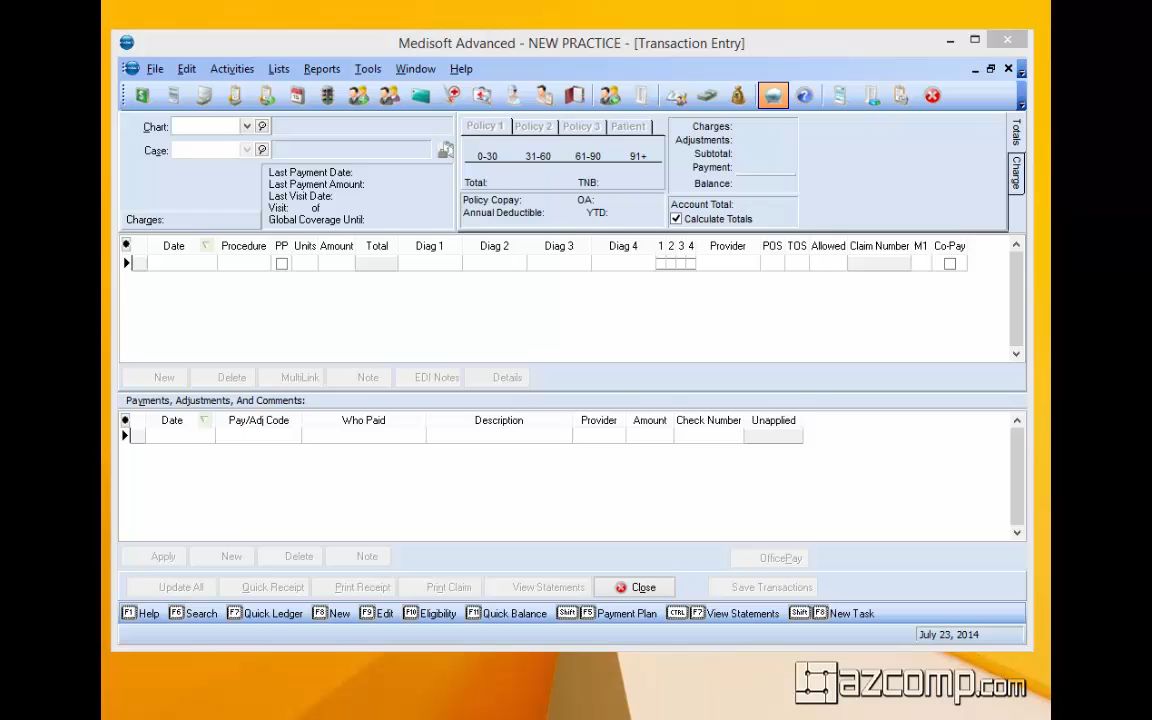 Medisoft Advanced - NEW PRACTICE - [Transaction Entry]
File Edit Activities Lists Reports Tools Window Help
Chart:
Case:
Last Payment Date:
Last Payment Amount:
Last Visit Date:
Visit: of
Global Coverage Until:
Charges:
Policy 1 Policy 2 Policy 3 Patient
0-30 31-60 61-90 91+
Total: TNB:
Policy Copay: OA:
Annual Deductible: YTD:
Charges:
Adjustments:
Subtotal:
Payment:
Balance:
Account Total:
Calculate Totals
Totals
Charge
Date Procedure PP Units Amount Total Diag 1 Diag 2 Diag 3 Diag 4 1 2 3 4 Provider POS TOS Allowed Claim Number M1 Co-Pay
New Delete MultiLink Note EDI Notes Details
Payments, Adjustments, And Comments:
Date Pay/Adj Code Who Paid Description Provider Amount Check Number Unapplied
Apply New Delete Note OfficePay
Update All Quick Receipt Print Receipt Print Claim View Statements Close Save Transactions
F1 Help F6 Search F7 Quick Ledger F8 New F9 Edit F10 Eligibility F11 Quick Balance Shift F5 Payment Plan CTRL F7 View Statements Shift F8 New Task
July 23, 2014
azcomp.com